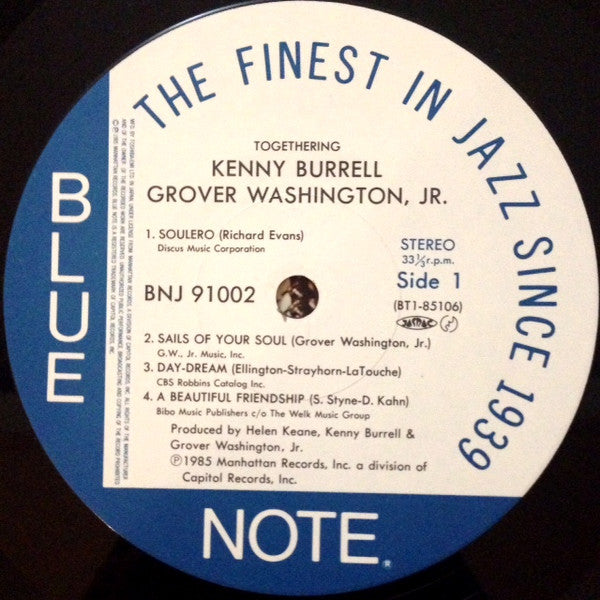 THE FINEST IN JAZZ SINCE 1939
BLUE
TOGETHERING
KENNY BURRELL
GROVER WASHINGTON, JR.
1. SOULERO (Richard Evans)
Discus Music Corporation
STEREO
33⅓r.p.m.
Side 1
BNJ 91002
(BT1-85106)
JASRAC
2. SAILS OF YOUR SOUL (Grover Washington, Jr.)
G.W., Jr. Music, Inc.
3. DAY-DREAM (Ellington-Strayhorn-LaTouche)
CBS Robbins Catalog Inc.
4. A BEAUTIFUL FRIENDSHIP (S. Styne-D. Kahn)
Bibo Music Publishers c/o The Welk Music Group
Produced by Helen Keane, Kenny Burrell &
Grover Washington, Jr.
Ⓟ1985 Manhattan Records, Inc. a division of
Capitol Records, Inc.
NOTE®